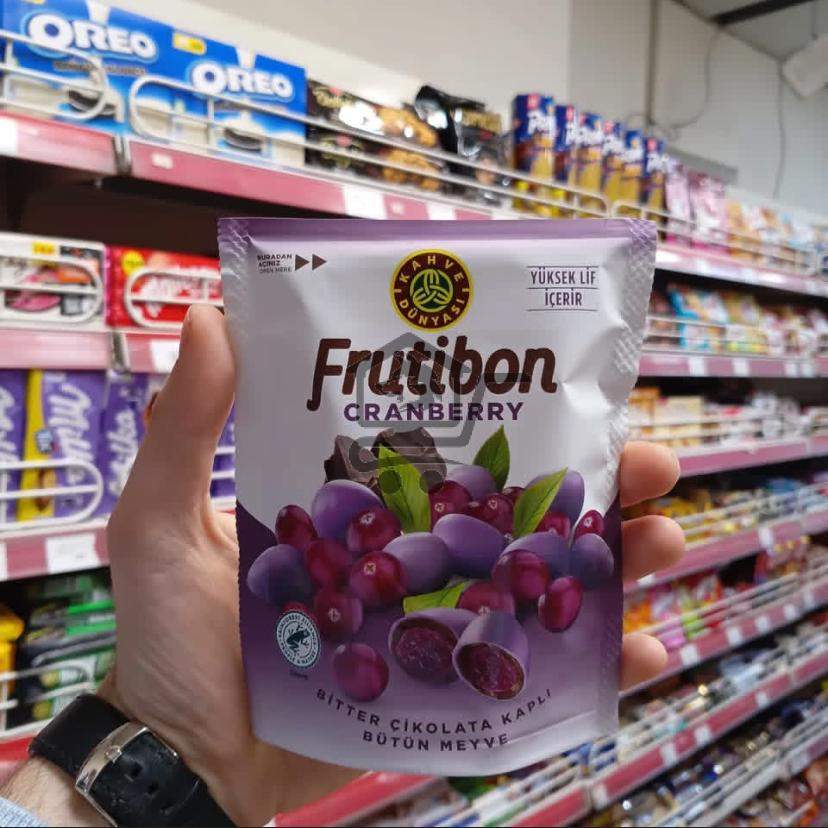 OREO
OREO
BURADAN
AÇINIZ
OPEN HERE
KAHVE DÜNYASI
YÜKSEK LİF
İÇERİR
Frutibon
CRANBERRY
Milka
BİTTER ÇİKOLATA KAPLI
BÜTÜN MEYVE